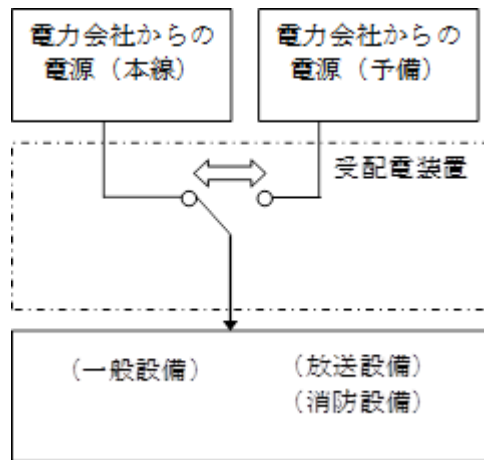 電力会社からの
電源（本線）
電力会社からの
電源（予備）
受配電装置
（一般設備）
（放送設備）
（消防設備）